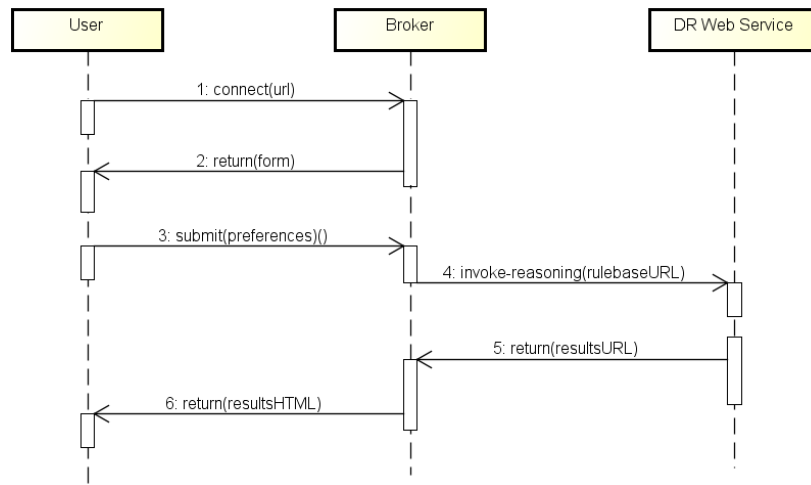 User
Broker
DR Web Service
1: connect(url)
2: return(form)
3: submit(preferences)()
4: invoke-reasoning(rulebaseURL)
5: return(resultsURL)
6: return(resultsHTML)